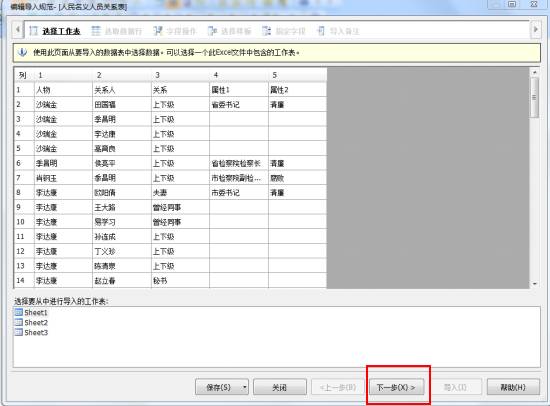 编辑导入规范- [人民名义人员关系表]
选择工作表 选取数据行 字段操作 选择模板 指定字段 导入备注
使用此页面从要导入的数据表中选择数据。可以选择一个此Excel文件中包含的工作表。
列 1 2 3 4 5
1 人物 关系人 关系 属性1 属性2
2 沙瑞金 田国福 上下级 省委书记 清廉
3 沙瑞金 季昌明 上下级
4 沙瑞金 李达康 上下级
5 沙瑞金 高育良 上下级
6 季昌明 侯亮平 上下级 省检察院检察长 清廉
7 肖钢玉 季昌明 上下级 市检察院副检... 腐败
8 李达康 欧阳倩 夫妻 市委书记 清廉
9 李达康 王大路 曾经同事
10 李达康 易学习 曾经同事
11 李达康 孙连成 上下级
12 李达康 丁义珍 上下级
13 李达康 陈清泉 上下级
14 李达康 赵立春 秘书
选择要从中进行导入的工作表:
Sheet1
Sheet2
Sheet3
保存(S) 关闭 <上一步(B) 下一步(X) > 导入(I) 帮助(H)